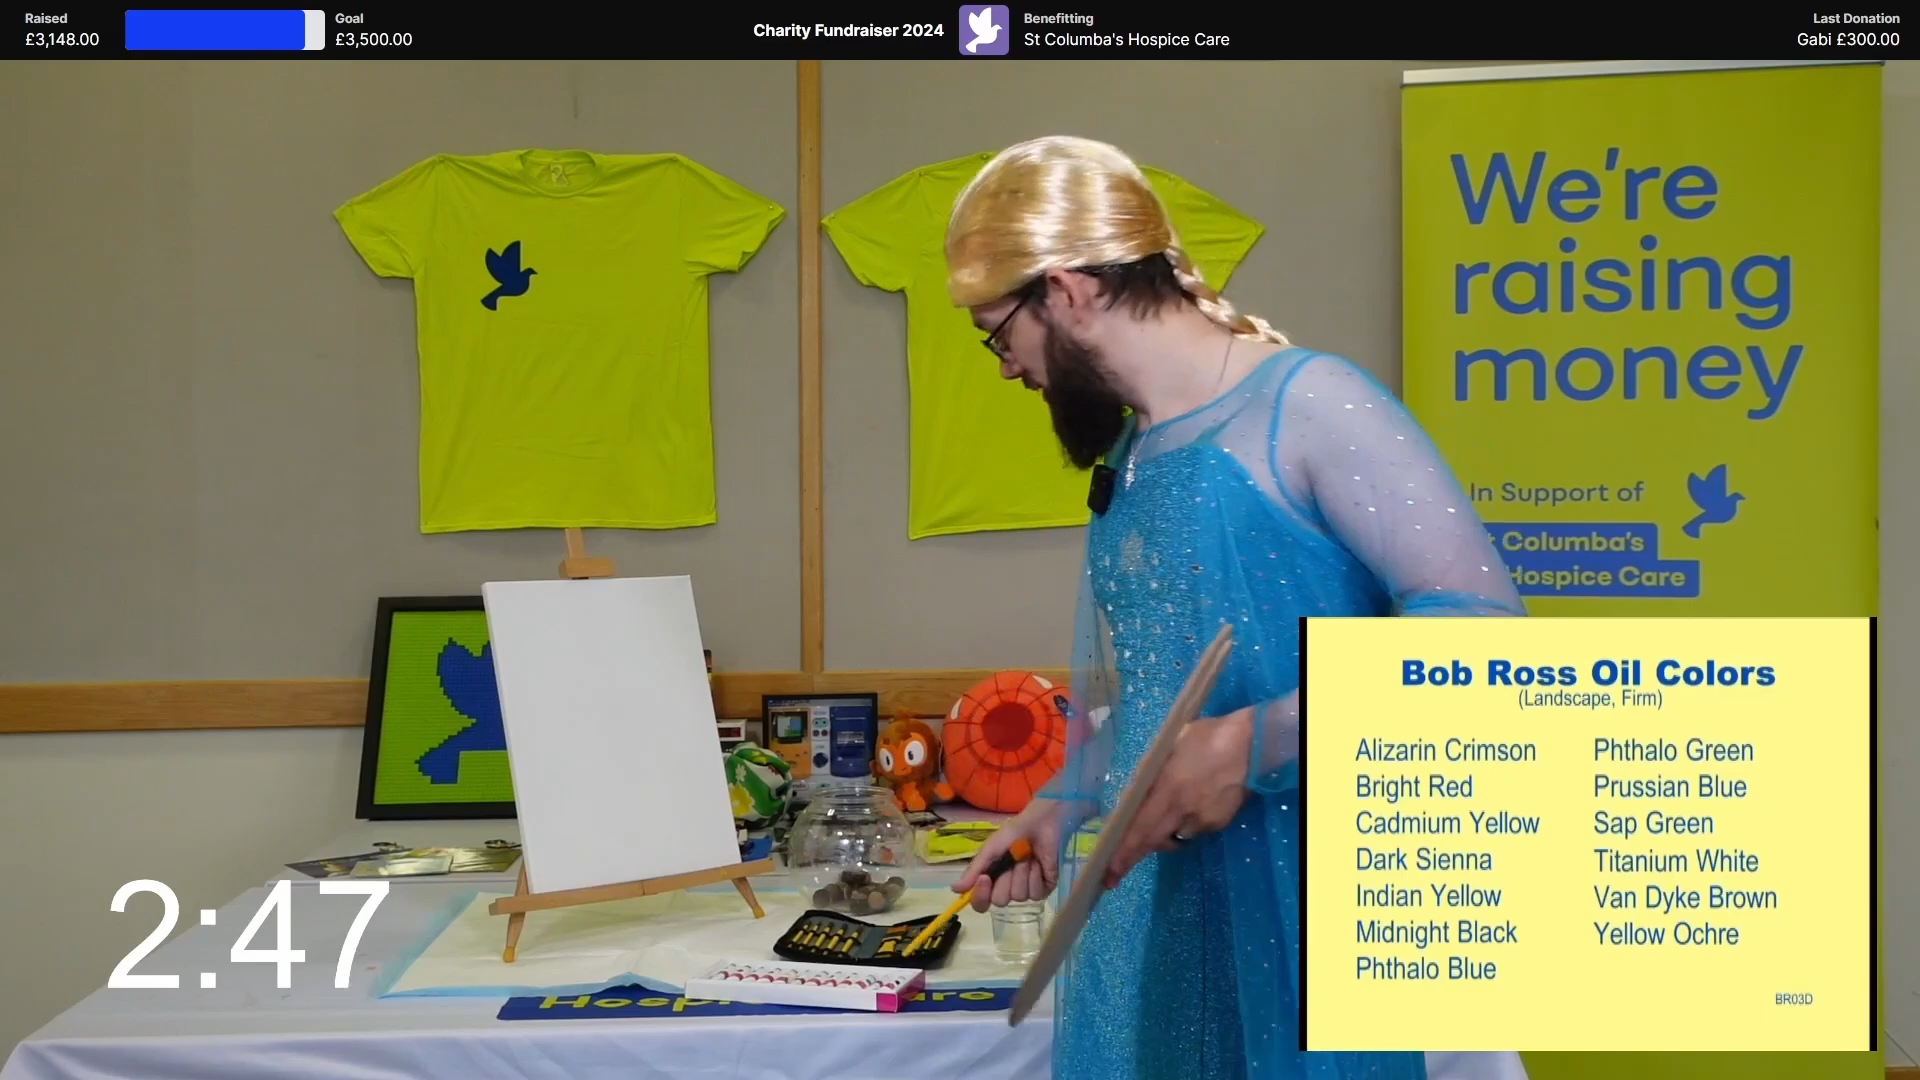 Raised
£3,148.00
Goal
£3,500.00
Charity Fundraiser 2024
Benefitting
St Columba's Hospice Care
Last Donation
Gabi £300.00
We're
raising
money
In Support of
Columba's
Hospice Care
2:47
Bob Ross Oil Colors
(Landscape, Firm)
Alizarin Crimson
Bright Red
Cadmium Yellow
Dark Sienna
Indian Yellow
Midnight Black
Phthalo Blue
Phthalo Green
Prussian Blue
Sap Green
Titanium White
Van Dyke Brown
Yellow Ochre
BR03D